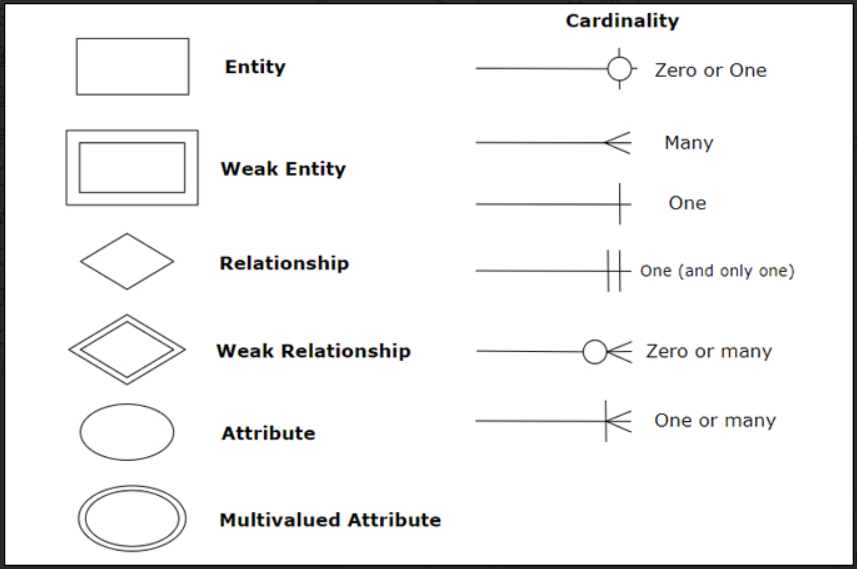 Cardinality
Entity
Zero or One
Many
Weak Entity
One
Relationship
One (and only one)
Weak Relationship
Zero or many
Attribute
One or many
Multivalued Attribute